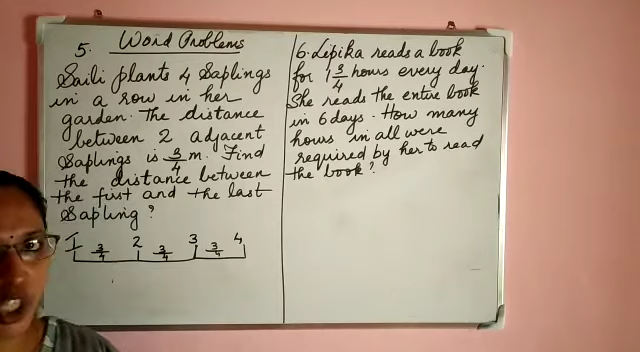 5. Word Problems
Saili plants 4 Saplings
in a row in her
garden. The distance
between 2 adjacent
Saplings is 3/4 m. Find
the distance between
the first and the last
Sapling?
1 2 3 4
3/4 3/4 3/4
6. Lipika reads a book
for 1 3/4 hours every day.
She reads the entire book
in 6 days. How many
hours in all were
required by her to read
the book?